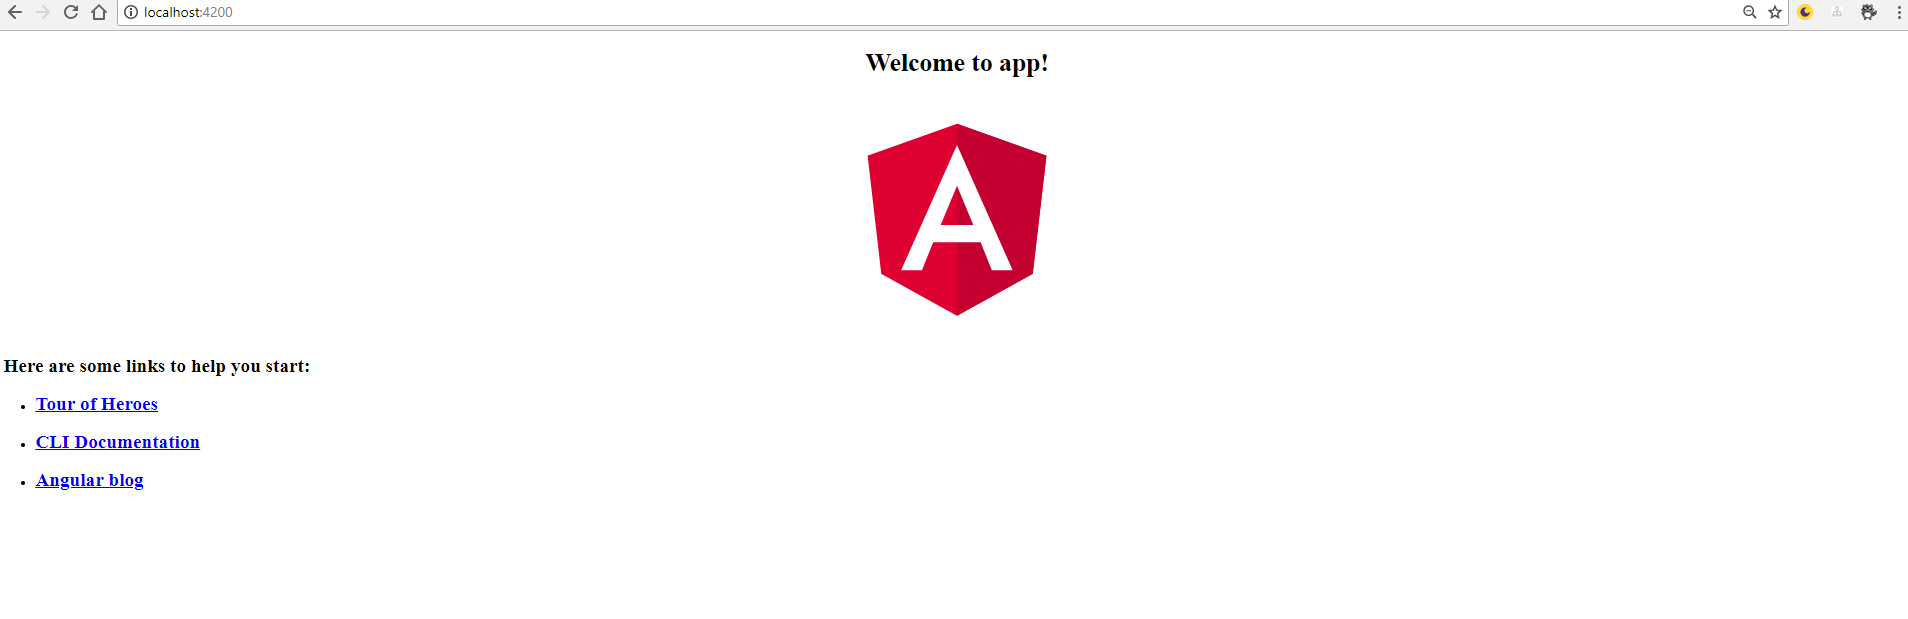 localhost:4200
Welcome to app!
A
Here are some links to help you start:
Tour of Heroes
CLI Documentation
Angular blog